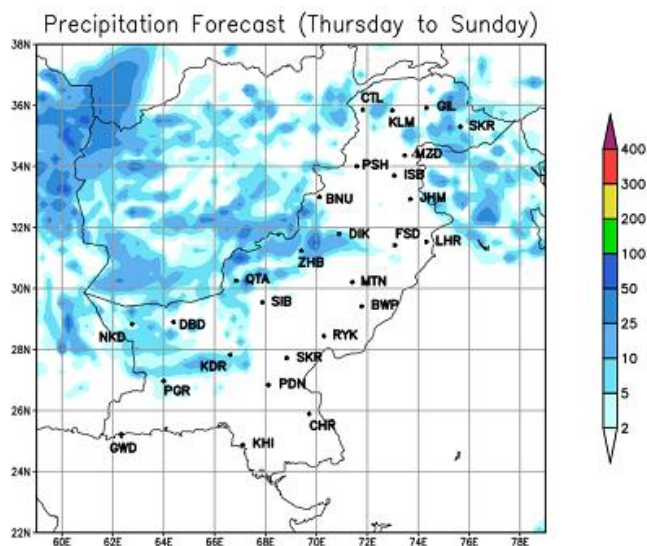 Precipitation Forecast (Thursday to Sunday)
38N
36N
34N
32N
30N
28N
26N
24N
22N
CTL
KLM
GIL
SKR
MZD
PSH
ISB
BNU
JHM
DIK
FSD
LHR
ZHB
QTA
MTN
SIB
BWP
NKD
DBD
RYK
KDR
SKR
PGR
PDN
CHR
GWD
KHI
60E 62E 64E 66E 68E 70E 72E 74E 76E 78E
400
300
200
100
50
25
10
5
2